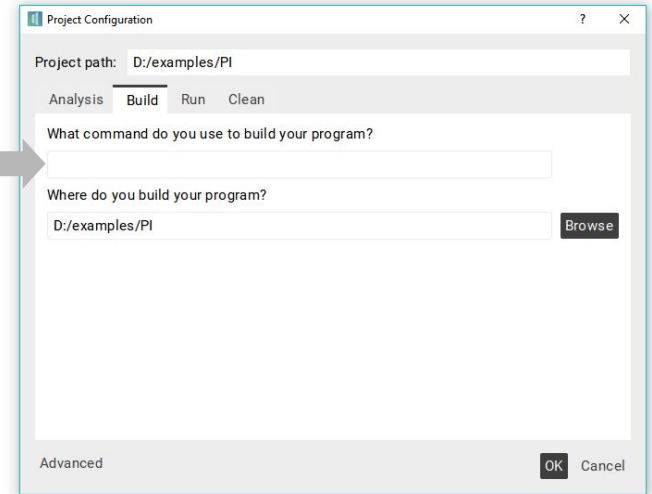 Project Configuration ?
Project path: D:/examples/PI
Analysis Build Run Clean
What command do you use to build your program?
Where do you build your program?
D:/examples/PI Browse
Advanced OK Cancel